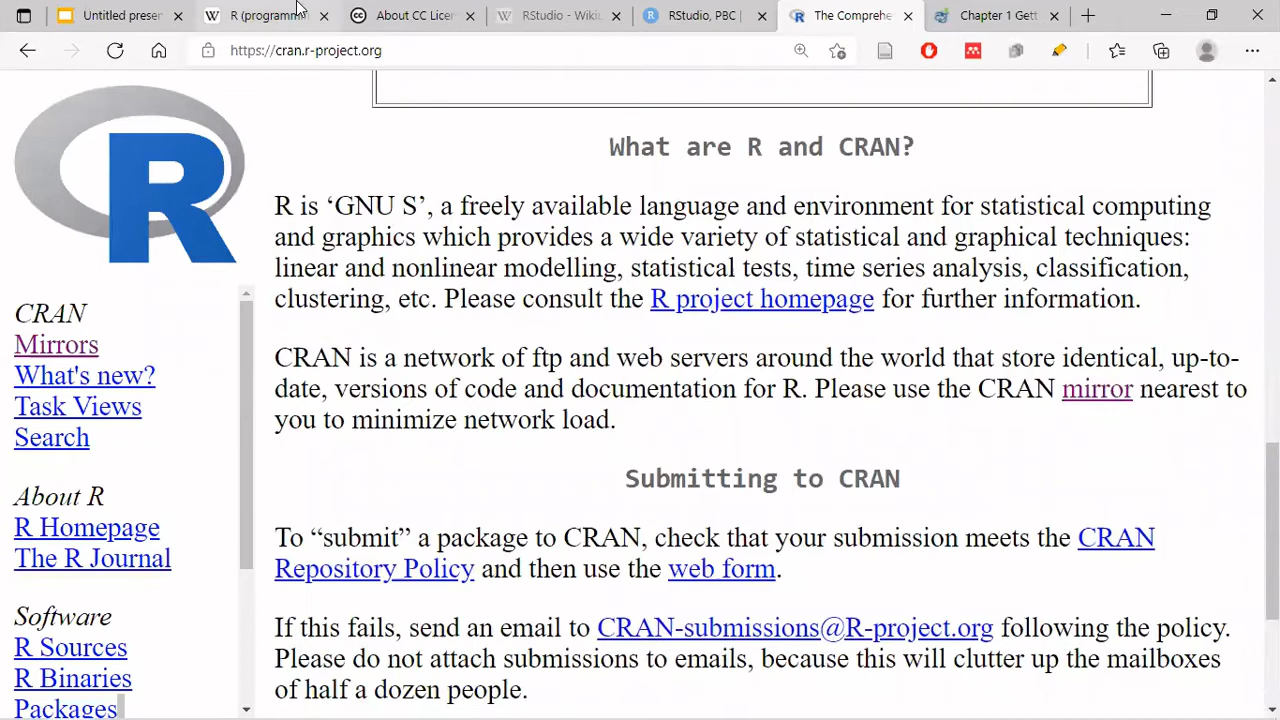 Untitled preser
R (programm
About CC Licer
RStudio - Wiki
RStudio, PBC |
The Comprehe
Chapter 1 Gett
https://cran.r-project.org
R
CRAN
Mirrors
What's new?
Task Views
Search
About R
R Homepage
The R Journal
Software
R Sources
R Binaries
Packages
What are R and CRAN?
R is ‘GNU S’, a freely available language and environment for statistical computing
and graphics which provides a wide variety of statistical and graphical techniques:
linear and nonlinear modelling, statistical tests, time series analysis, classification,
clustering, etc. Please consult the R project homepage for further information.
CRAN is a network of ftp and web servers around the world that store identical, up-to-
date, versions of code and documentation for R. Please use the CRAN mirror nearest to
you to minimize network load.
Submitting to CRAN
To “submit” a package to CRAN, check that your submission meets the CRAN
Repository Policy and then use the web form.
If this fails, send an email to CRAN-submissions@R-project.org following the policy.
Please do not attach submissions to emails, because this will clutter up the mailboxes
of half a dozen people.